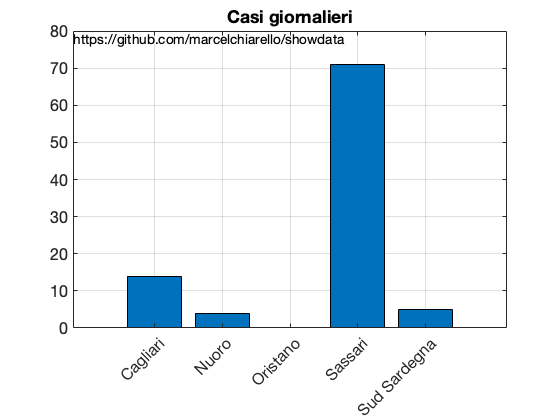 Casi giornalieri
https://github.com/marcelchiarello/showdata
80
70
60
50
40
30
20
10
0
Cagliari
Nuoro
Oristano
Sassari
Sud Sardegna